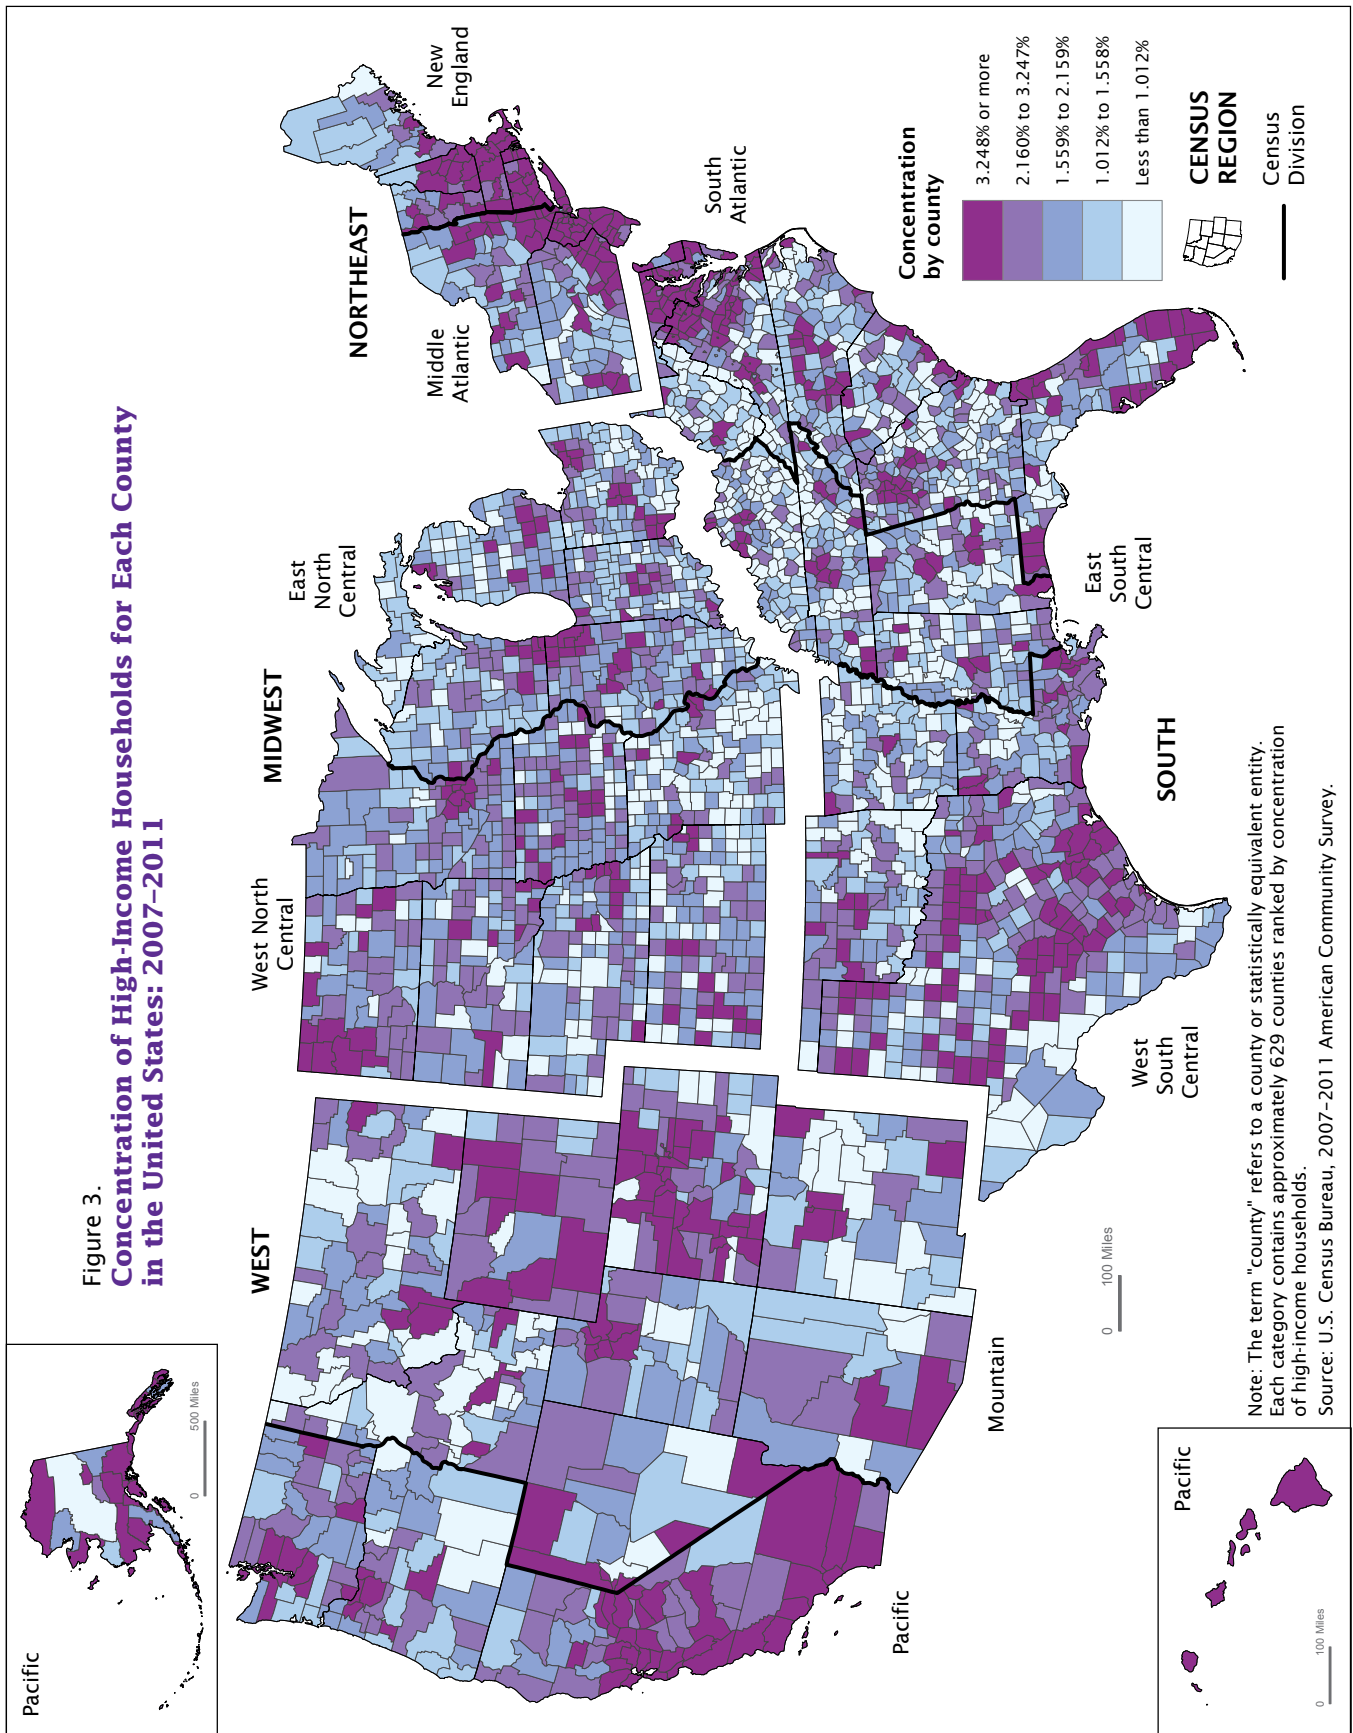 Figure 3.
Concentration of High-Income Households for Each County
in the United States: 2007–2011
Pacific
0 500 Miles
WEST
MIDWEST
NORTHEAST
SOUTH
West North
Central
East
North
Central
Middle
Atlantic
New
England
South
Atlantic
East
South
Central
West
South
Central
Mountain
Pacific
0 100 Miles
Pacific
0 100 Miles
Concentration
by county
3.248% or more
2.160% to 3.247%
1.559% to 2.159%
1.012% to 1.558%
Less than 1.012%
CENSUS
REGION
Census
Division
Note: The term "county" refers to a county or statistically equivalent entity.
Each category contains approximately 629 counties ranked by concentration
of high-income households.
Source: U.S. Census Bureau, 2007–2011 American Community Survey.